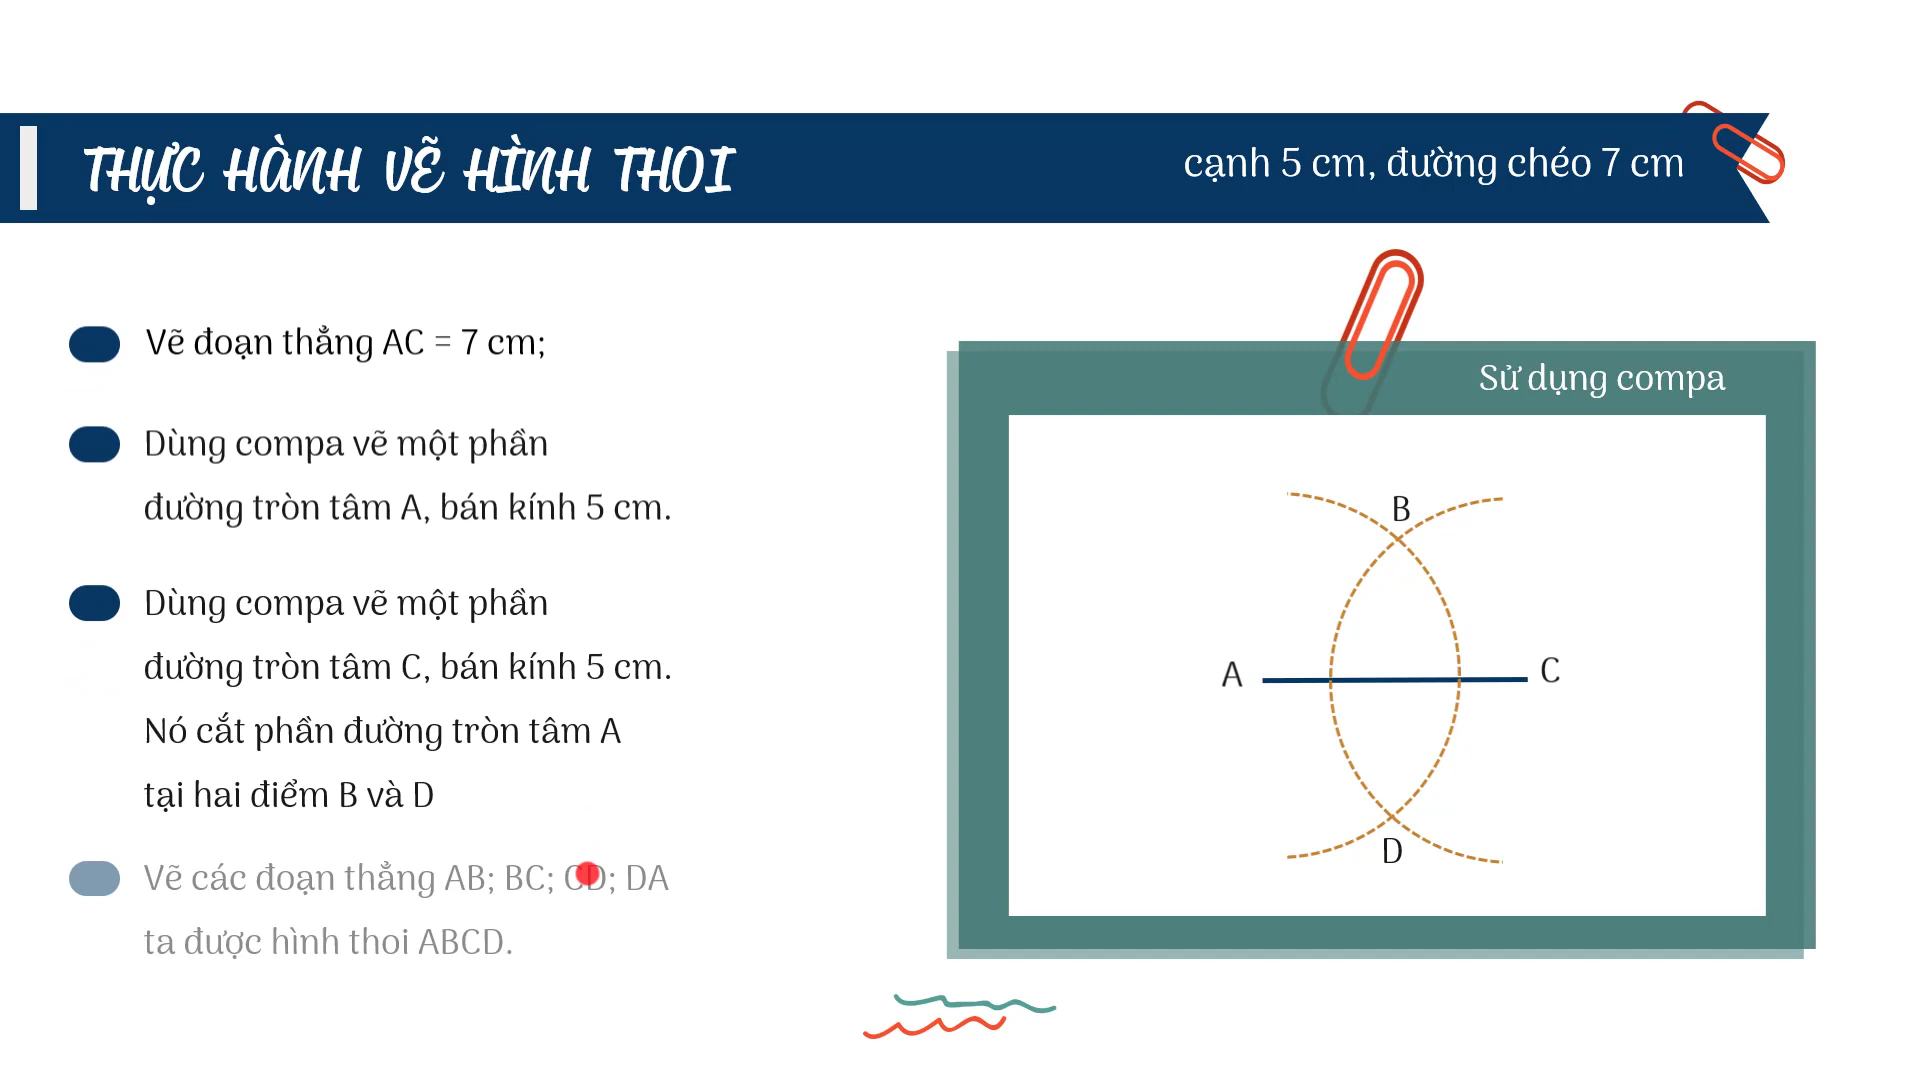 THỰC HÀNH VẼ HÌNH THOI
cạnh 5 cm, đường chéo 7 cm
Vẽ đoạn thẳng AC = 7 cm;
Dùng compa vẽ một phần
đường tròn tâm A, bán kính 5 cm.
Dùng compa vẽ một phần
đường tròn tâm C, bán kính 5 cm.
Nó cắt phần đường tròn tâm A
tại hai điểm B và D
Vẽ các đoạn thẳng AB; BC; CD; DA
ta được hình thoi ABCD.
Sử dụng compa
B
A
C
D